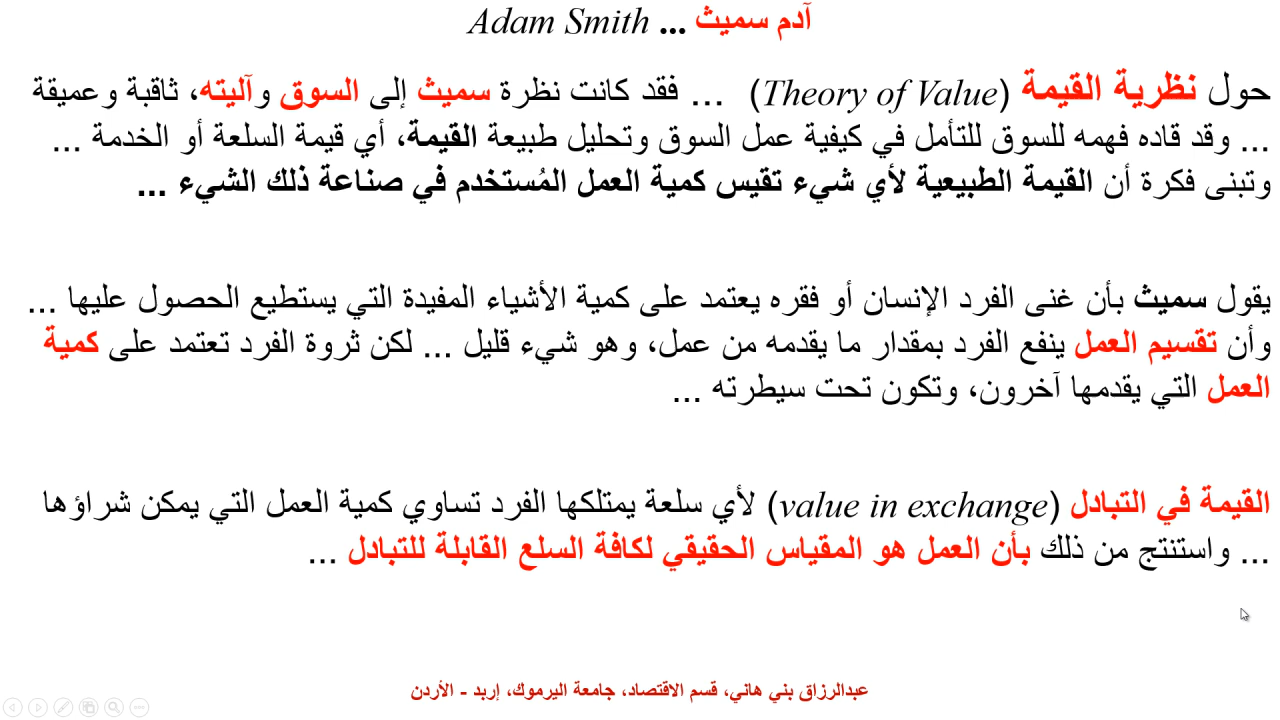 آدم سميث ... Adam Smith
حول نظرية القيمة (Theory of Value) ... فقد كانت نظرة سميث إلى السوق وآليته، ثاقبة وعميقة
... وقد قاده فهمه للسوق للتأمل في كيفية عمل السوق وتحليل طبيعة القيمة، أي قيمة السلعة أو الخدمة ...
وتبنى فكرة أن القيمة الطبيعية لأي شيء تقيس كمية العمل المُستخدم في صناعة ذلك الشيء ...
يقول سميث بأن غنى الفرد الإنسان أو فقره يعتمد على كمية الأشياء المفيدة التي يستطيع الحصول عليها ...
وأن تقسيم العمل ينفع الفرد بمقدار ما يقدمه من عمل، وهو شيء قليل ... لكن ثروة الفرد تعتمد على كمية
العمل التي يقدمها آخرون، وتكون تحت سيطرته ...
القيمة في التبادل (value in exchange) لأي سلعة يمتلكها الفرد تساوي كمية العمل التي يمكن شراؤها
... واستنتج من ذلك بأن العمل هو المقياس الحقيقي لكافة السلع القابلة للتبادل ...
عبدالرزاق بني هاني، قسم الاقتصاد، جامعة اليرموك، إربد - الأردن